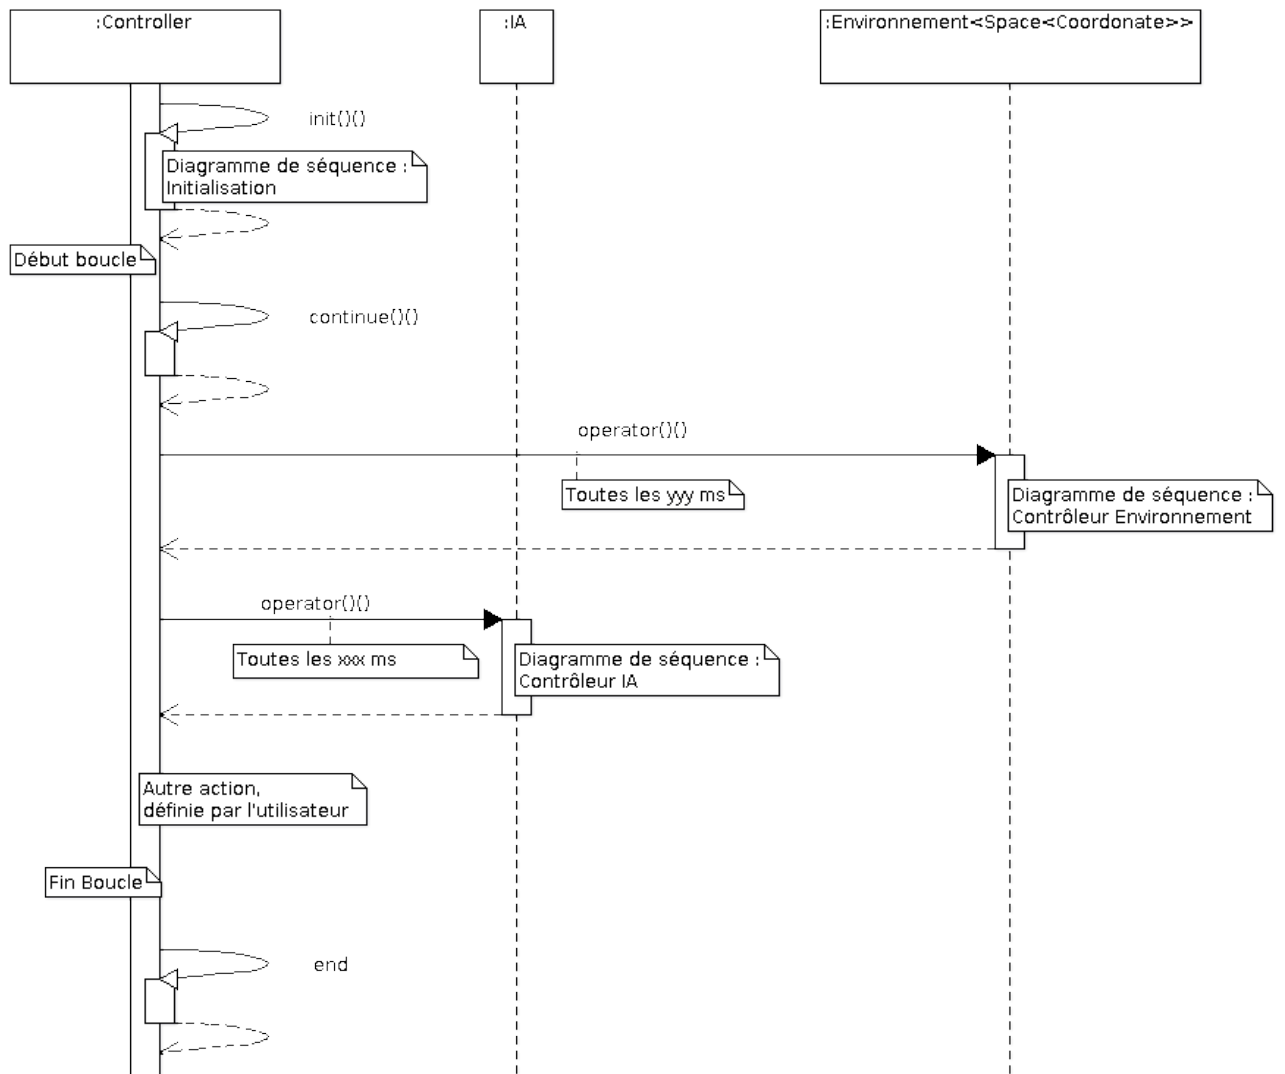 :Controller
:IA
:Environnement<Space<Coordonate>>
init()()
Diagramme de séquence :
Initialisation
Début boucle
continue()()
operator()()
Toutes les yyy ms
Diagramme de séquence :
Contrôleur Environnement
operator()()
Toutes les xxx ms
Diagramme de séquence :
Contrôleur IA
Autre action,
définie par l'utilisateur
Fin Boucle
end